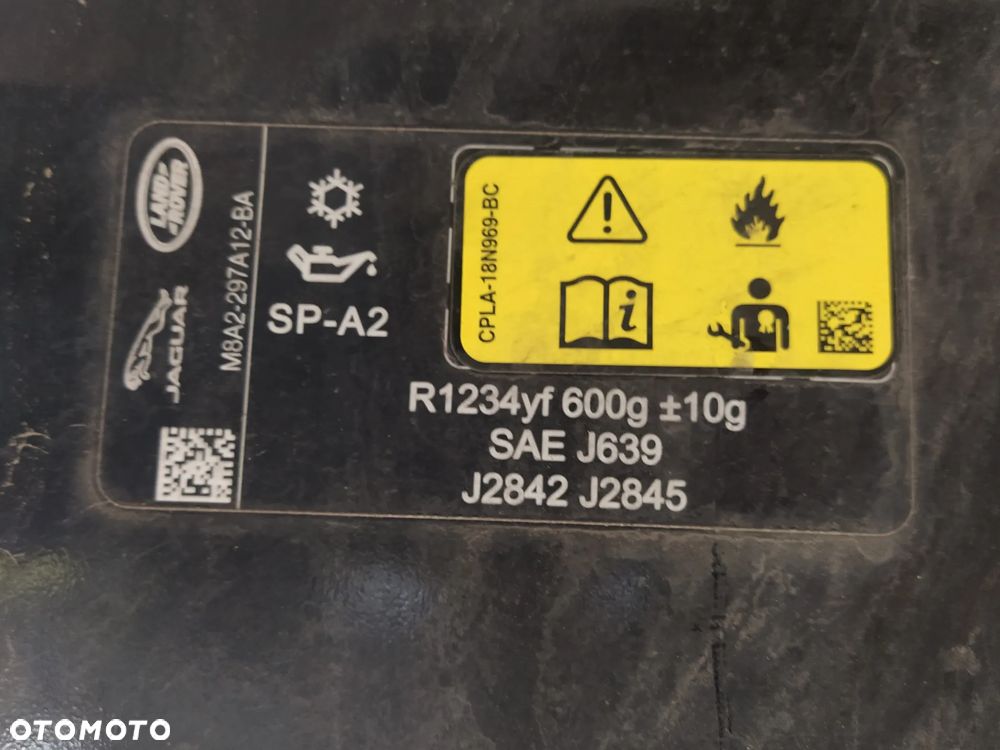 LAND-
-ROVER
JAGUAR
M8A2-297A12-BA
SP-A2
CPLA-18N969-BC
i
R1234yf 600g ±10g
SAE J639
J2842 J2845
OTOMOTO